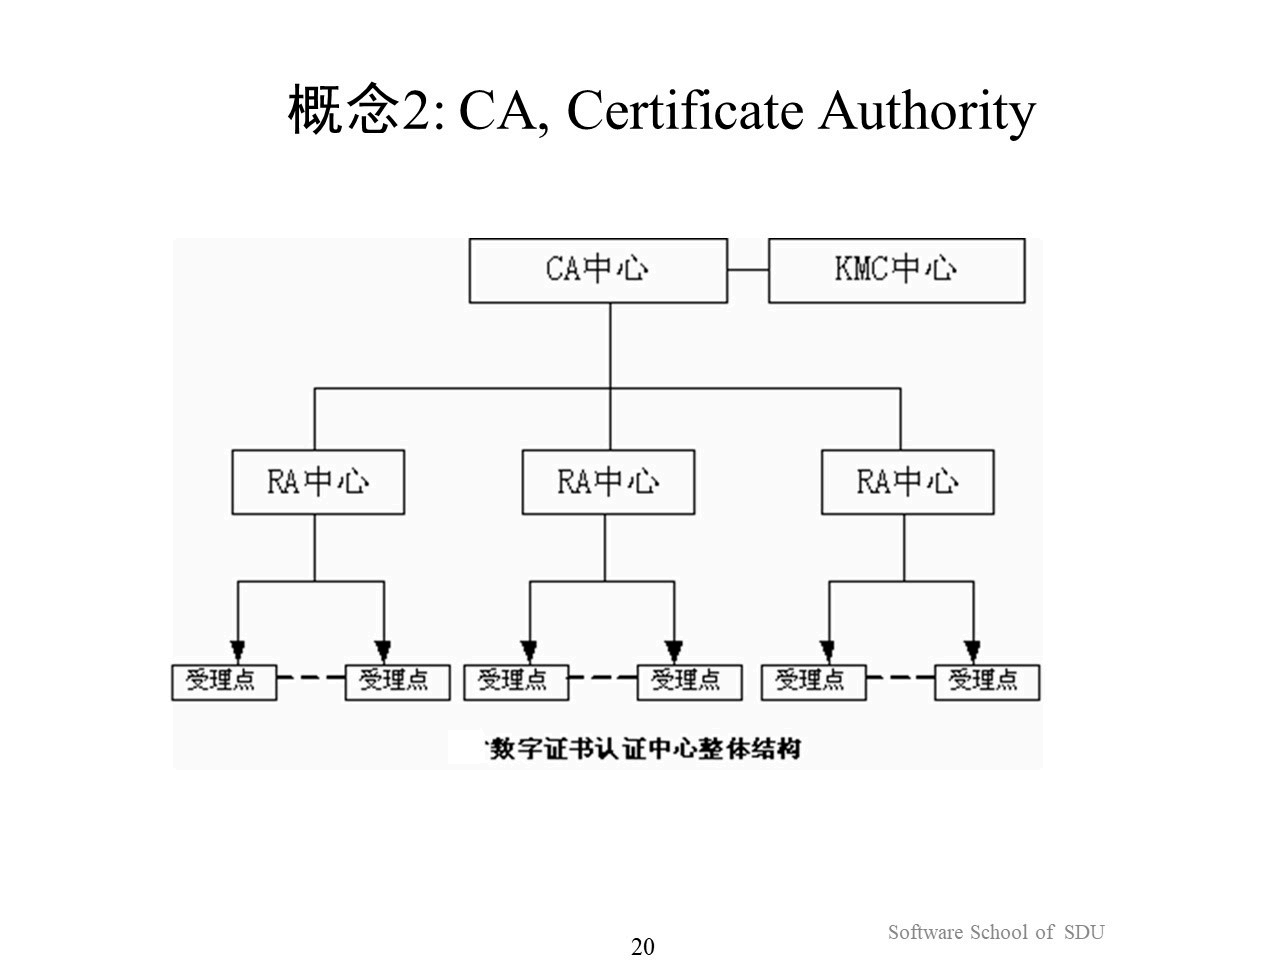 概念2: CA, Certificate Authority
CA中心
KMC中心
RA中心
RA中心
RA中心
受理点
受理点
受理点
受理点
受理点
受理点
数字证书认证中心整体结构
Software School of SDU
20